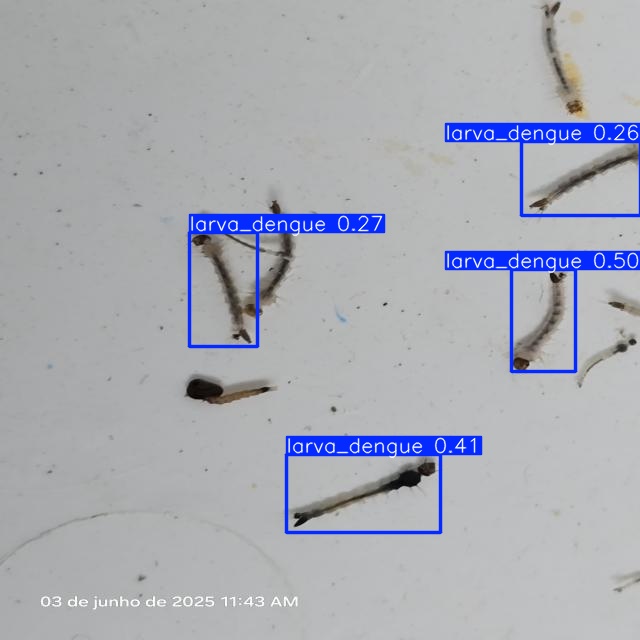 larva_dengue 0.26
larva_dengue 0.27
larva_dengue 0.50
larva_dengue 0.41
03 de junho de 2025 11:43 AM